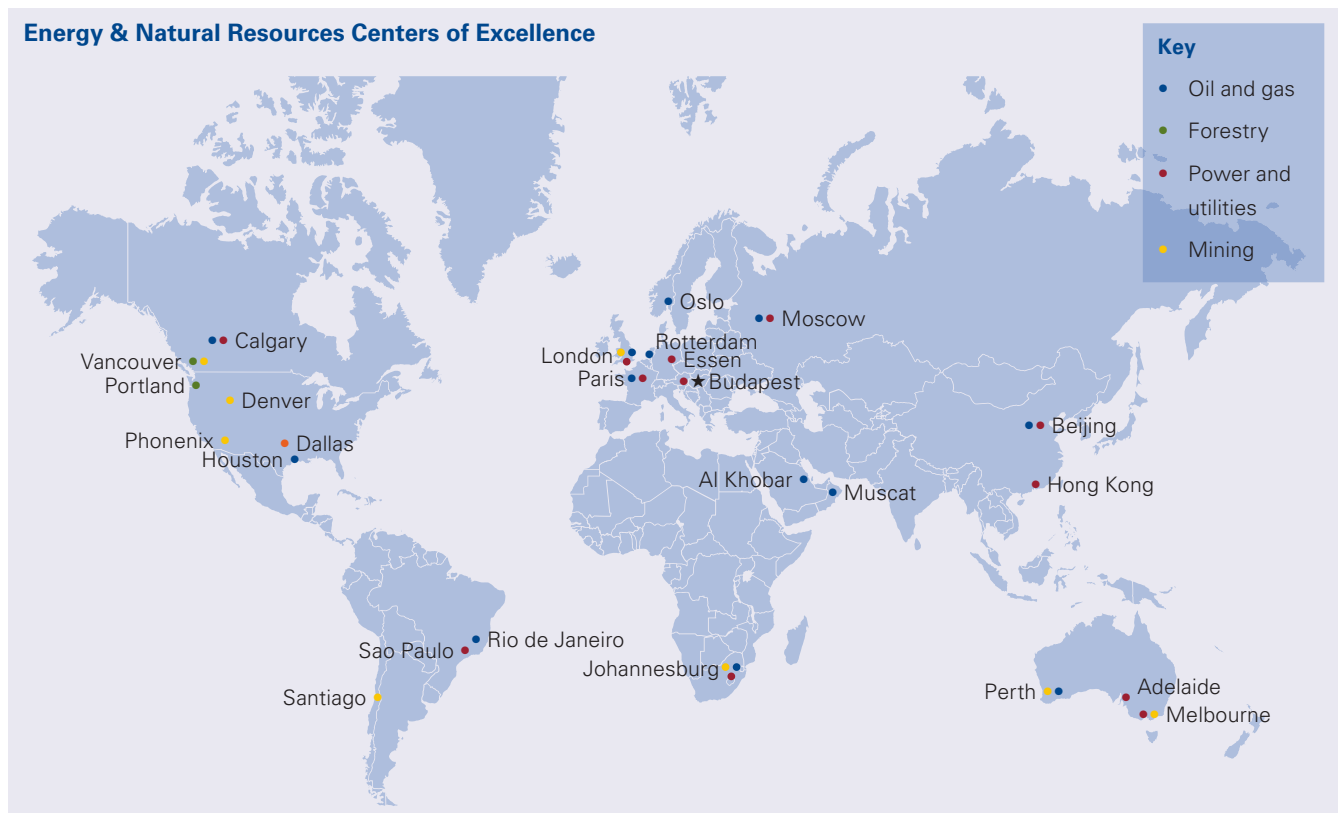 Energy & Natural Resources Centers of Excellence
Key
Oil and gas
Forestry
Power and
utilities
Mining
Oslo
Moscow
Calgary
Rotterdam
London
Essen
Vancouver
Paris
Budapest
Portland
Denver
Beijing
Phonenix
Dallas
Houston
Al Khobar
Hong Kong
Muscat
Rio de Janeiro
Sao Paulo
Johannesburg
Santiago
Perth
Adelaide
Melbourne